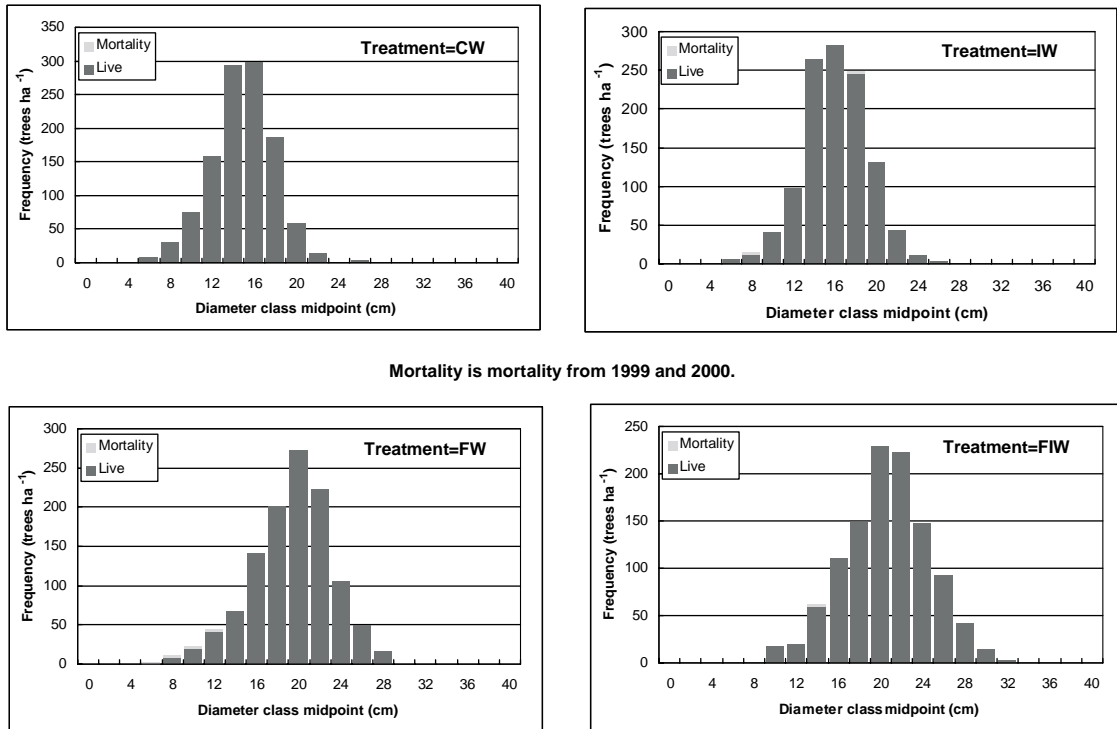 Treatment=CW
Mortality
Live
Frequency (trees ha -1)
350
300
250
200
150
100
50
0
0 4 8 12 16 20 24 28 32 36 40
Diameter class midpoint (cm)
Treatment=IW
Mortality
Live
Frequency (trees ha -1)
300
250
200
150
100
50
0
0 4 8 12 16 20 24 28 32 36 40
Diameter class midpoint (cm)
Mortality is mortality from 1999 and 2000.
Treatment=FW
Mortality
Live
Frequency (trees ha -1)
300
250
200
150
100
50
0
0 4 8 12 16 20 24 28 32 36 40
Diameter class midpoint (cm)
Treatment=FIW
Mortality
Live
Frequency (trees ha -1)
250
200
150
100
50
0
0 4 8 12 16 20 24 28 32 36 40
Diameter class midpoint (cm)